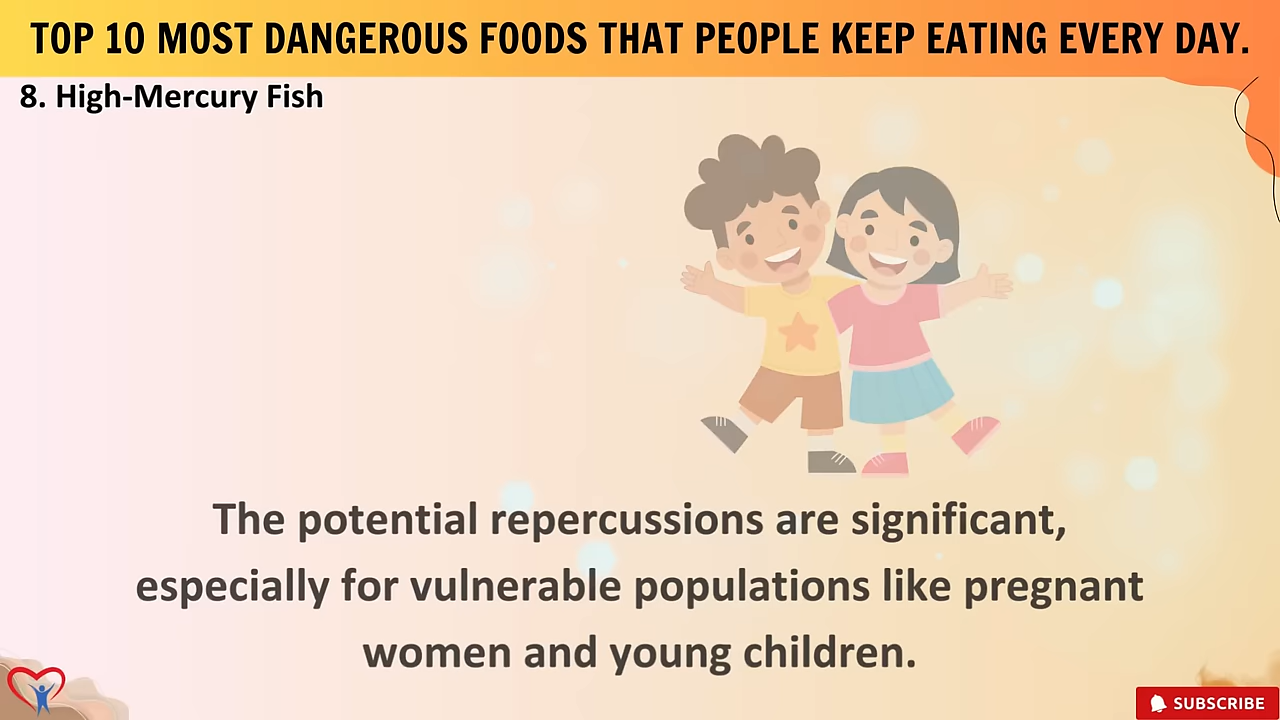 TOP 10 MOST DANGEROUS FOODS THAT PEOPLE KEEP EATING EVERY DAY.
8. High-Mercury Fish
The potential repercussions are significant,
especially for vulnerable populations like pregnant
women and young children.
SUBSCRIBE